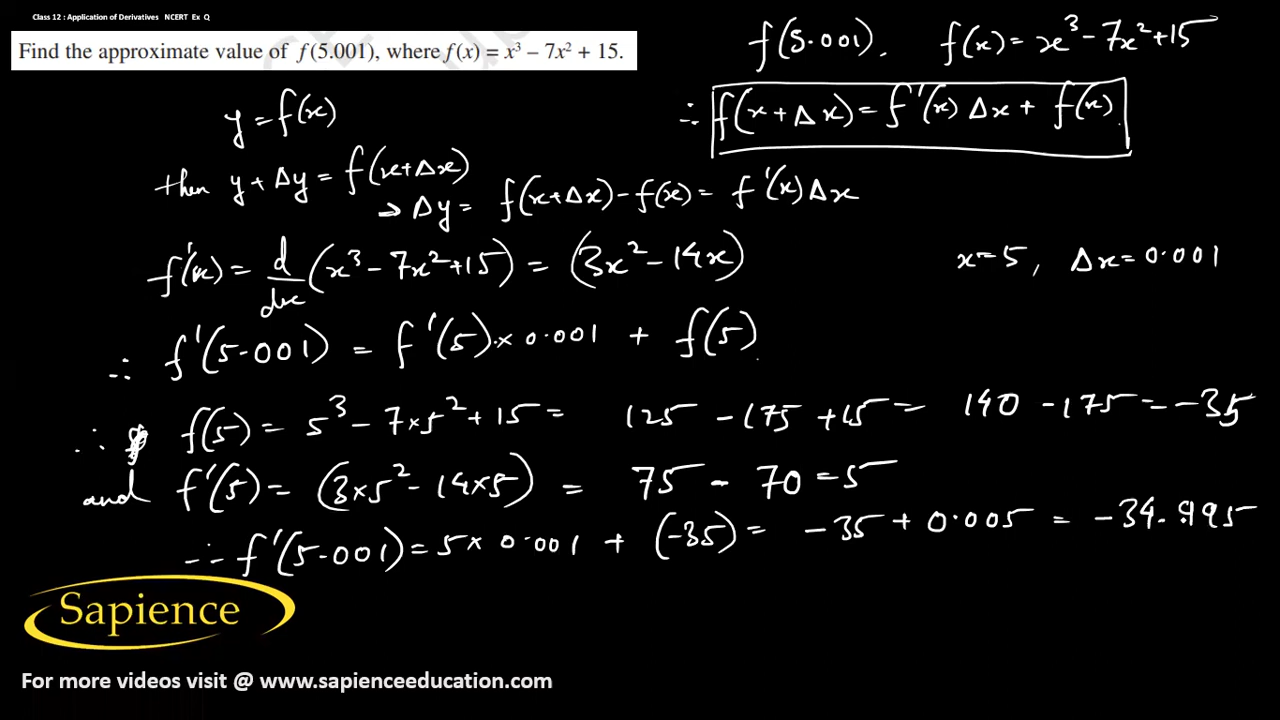 Class 12 : Application of Derivatives NCERT Ex Q
Find the approximate value of f(5.001), where f(x) = x³ – 7x² + 15.
f(5.001), f(x) = x³ - 7x² + 15
∴ f(x + Δx) = f'(x) Δx + f(x)
y = f(x)
then y + Δy = f(x+Δx)
⇒ Δy = f(x+Δx) - f(x) = f'(x) Δx
f'(x) = d/dx (x³ - 7x² + 15) = (3x² - 14x)
x = 5, Δx = 0.001
∴ f'(5.001) = f'(5) × 0.001 + f(5)
∴ f(5) = 5³ - 7×5² + 15 = 125 - 175 + 15 = 140 - 175 = -35
and f'(5) = (3×5² - 14×5) = 75 - 70 = 5
∴ f'(5.001) = 5 × 0.001 + (-35) = -35 + 0.005 = -34.995
Sapience
For more videos visit @ www.sapienceeducation.com